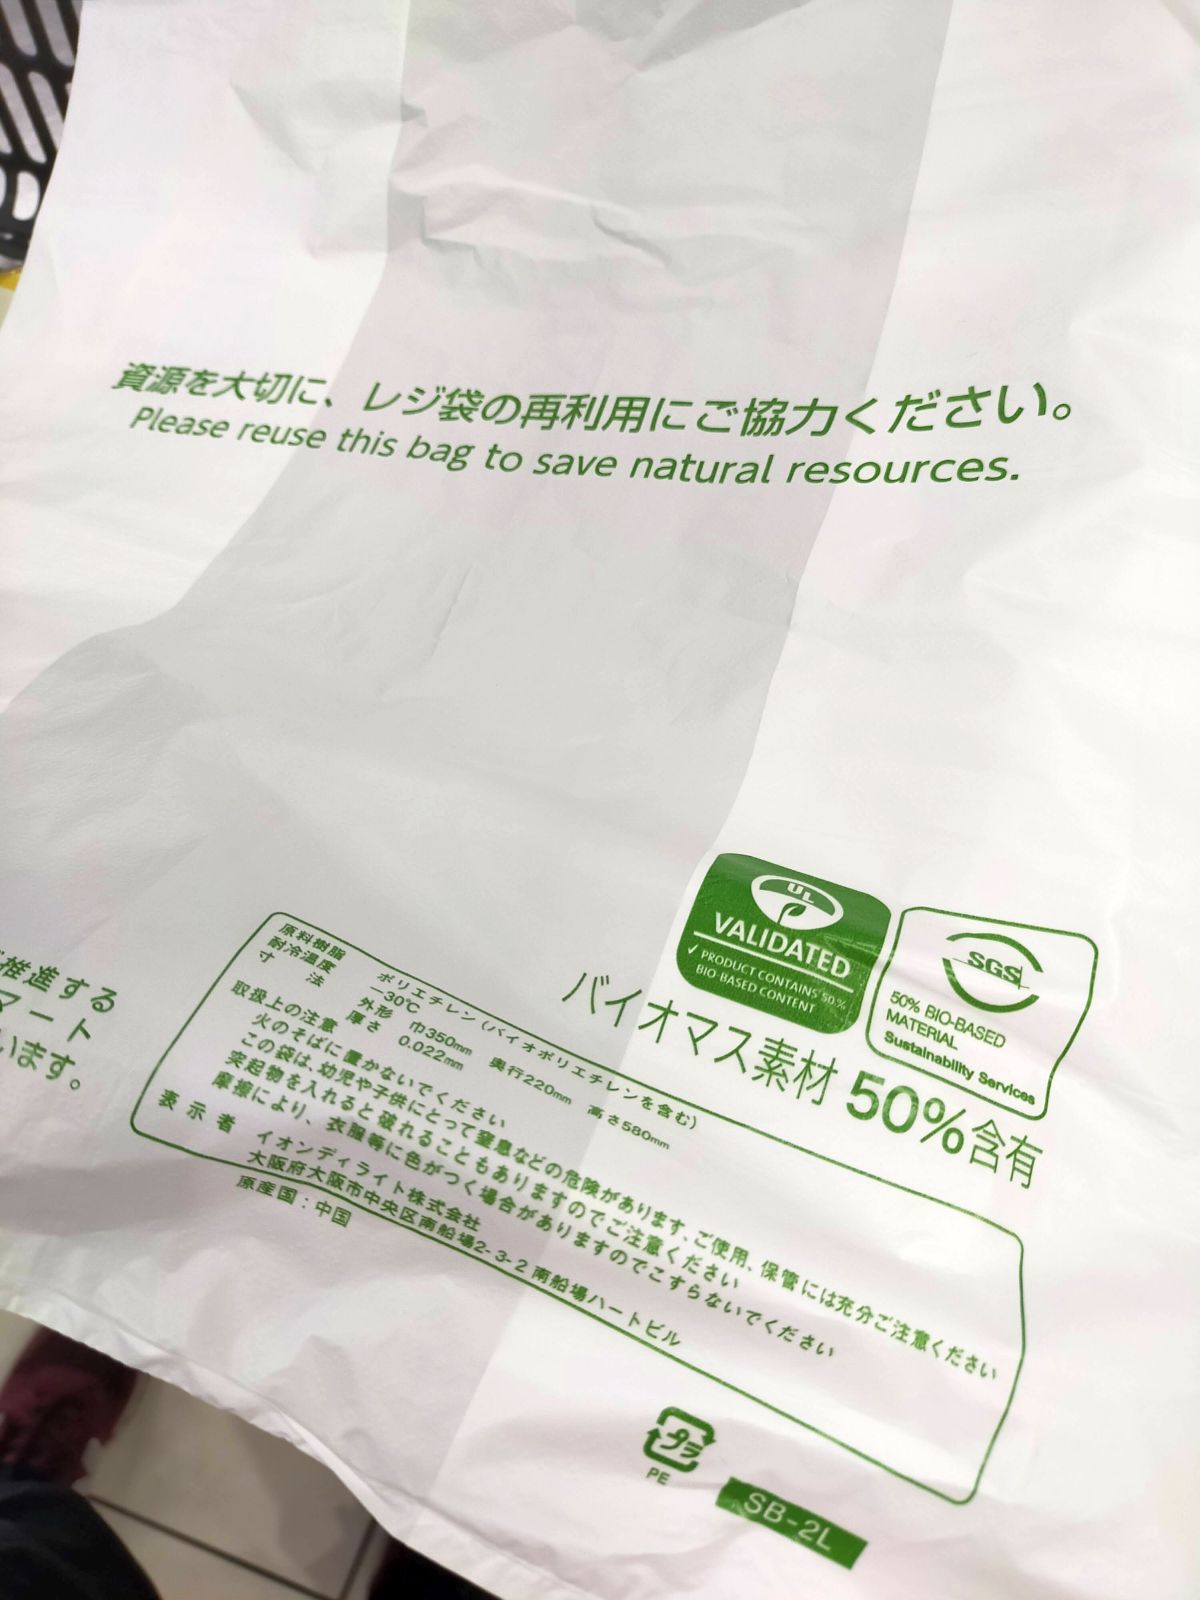 資源を大切に、レジ袋の再利用にご協力ください。
Please reuse this bag to save natural resources.
推進する
マート
います。
UL
VALIDATED
✓ PRODUCT CONTAINS 50%
BIO-BASED CONTENT
SGS
50% BIO-BASED
MATERIAL
Sustainability Services
バイオマス素材 50%含有
原料樹脂 ポリエチレン（バイオポリエチレンを含む）
耐冷温度 －30℃
寸法 外形 巾350mm 奥行220mm 高さ580mm
厚さ 0.022mm
取扱上の注意
火のそばに置かないでください
この袋は、幼児や子供にとって窒息などの危険があります、ご使用、保管には充分ご注意ください
突起物を入れると破れることもありますのでご注意ください
摩擦により、衣服等に色がつく場合がありますのでこすらないでください
表示者 イオンディライト株式会社
大阪府大阪市中央区南船場2-3-2 南船場ハートビル
原産国：中国
プラ
PE
SB-2L